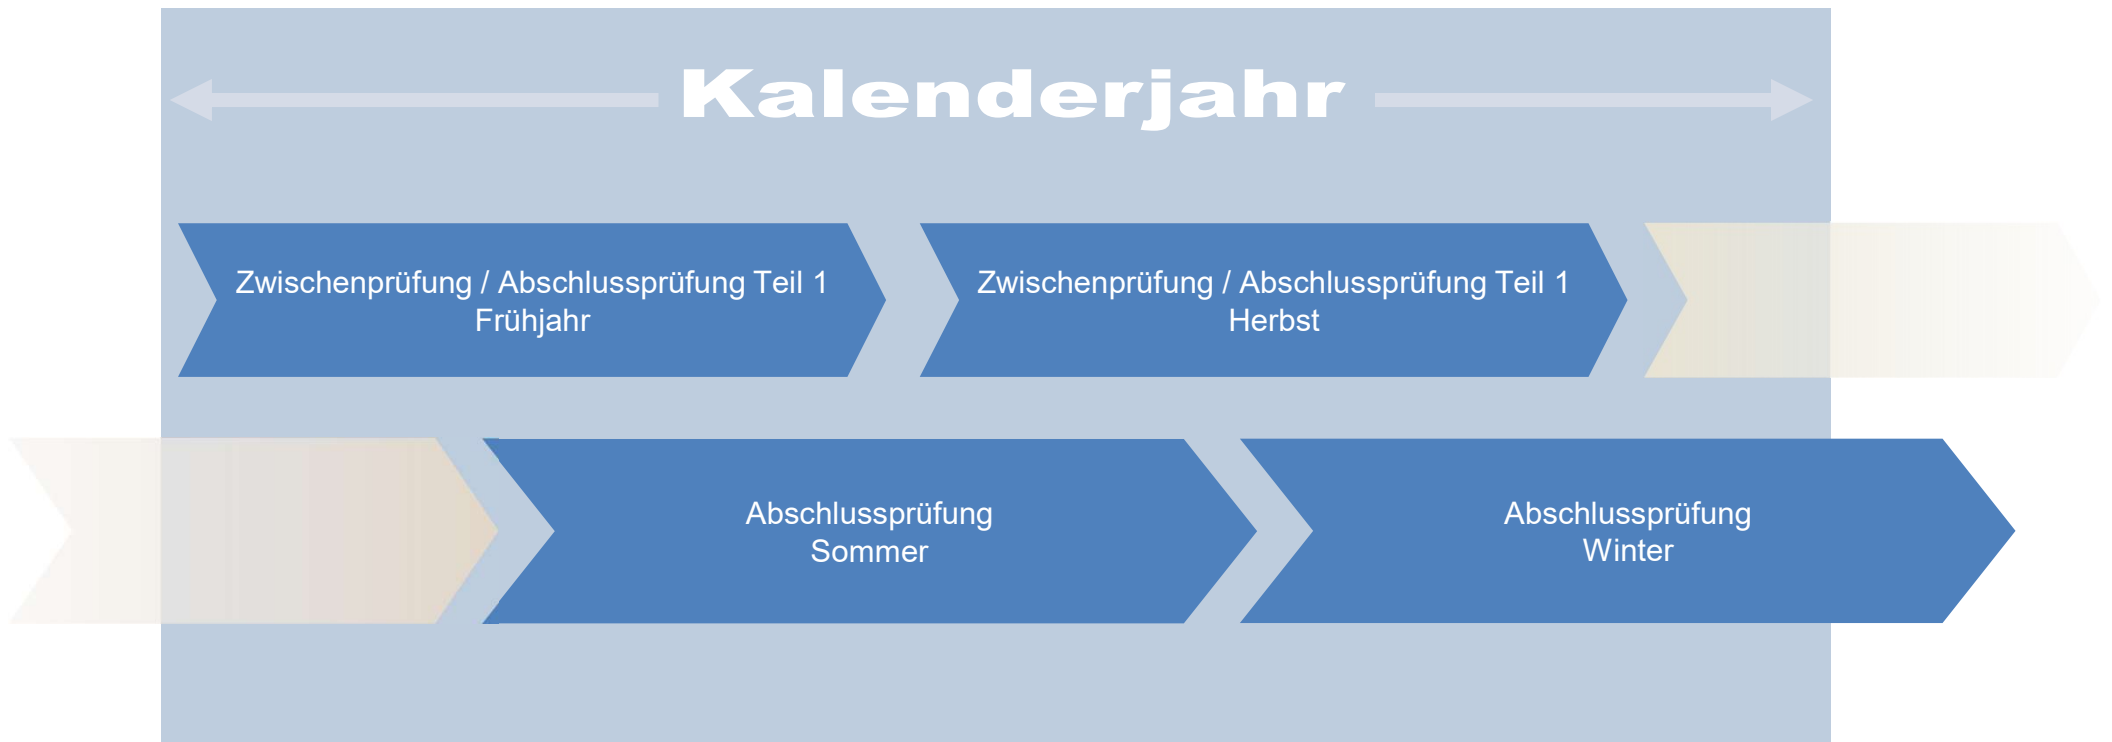 Kalenderjahr
Zwischenprüfung / Abschlussprüfung Teil 1
Frühjahr
Zwischenprüfung / Abschlussprüfung Teil 1
Herbst
Abschlussprüfung
Sommer
Abschlussprüfung
Winter